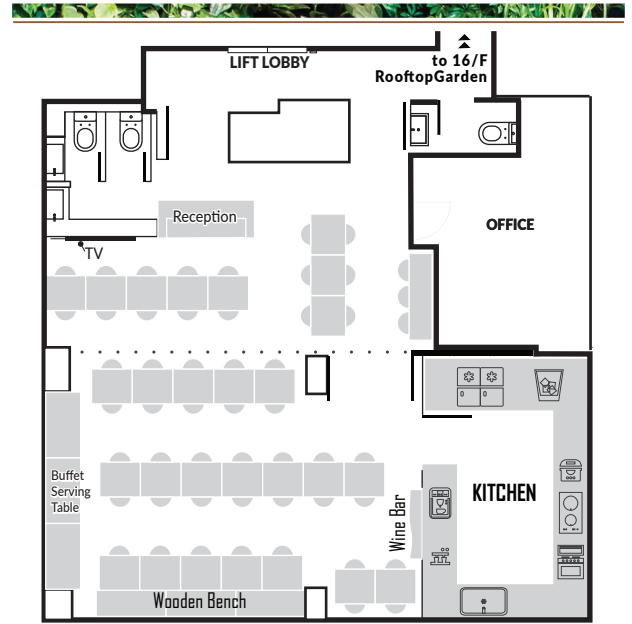 LIFT LOBBY
to 16/F
RooftopGarden
Reception
OFFICE
TV
Buffet
Serving
Table
Wine Bar
KITCHEN
Wooden Bench